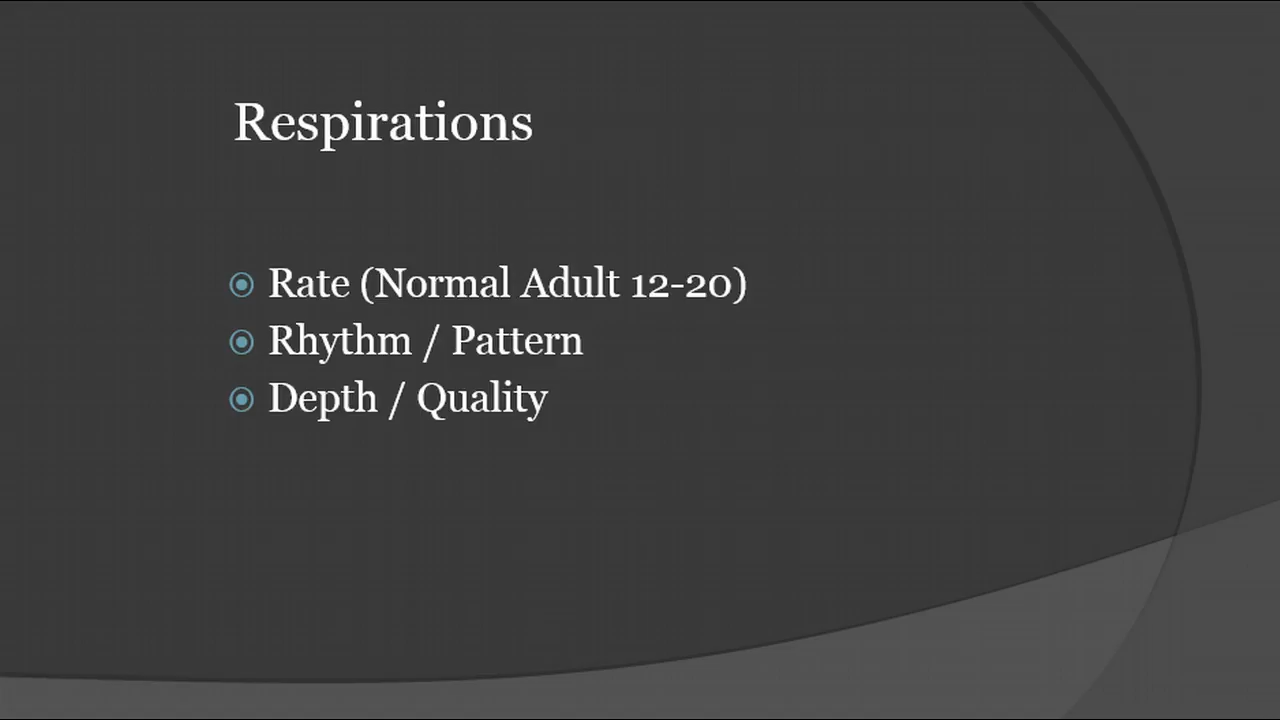 Respirations
Rate (Normal Adult 12-20)
Rhythm / Pattern
Depth / Quality